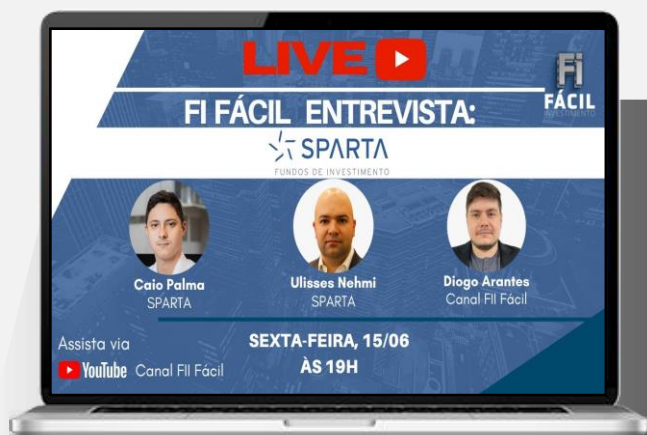 LIVE
Fi
FÁCIL
INVESTIMENTO
FI FÁCIL ENTREVISTA:
SPARTA
FUNDOS DE INVESTIMENTO
Caio Palma
SPARTA
Ulisses Nehmi
SPARTA
Diogo Arantes
Canal FII Fácil
Assista via
YouTube Canal FII Fácil
SEXTA-FEIRA, 15/06
ÀS 19H